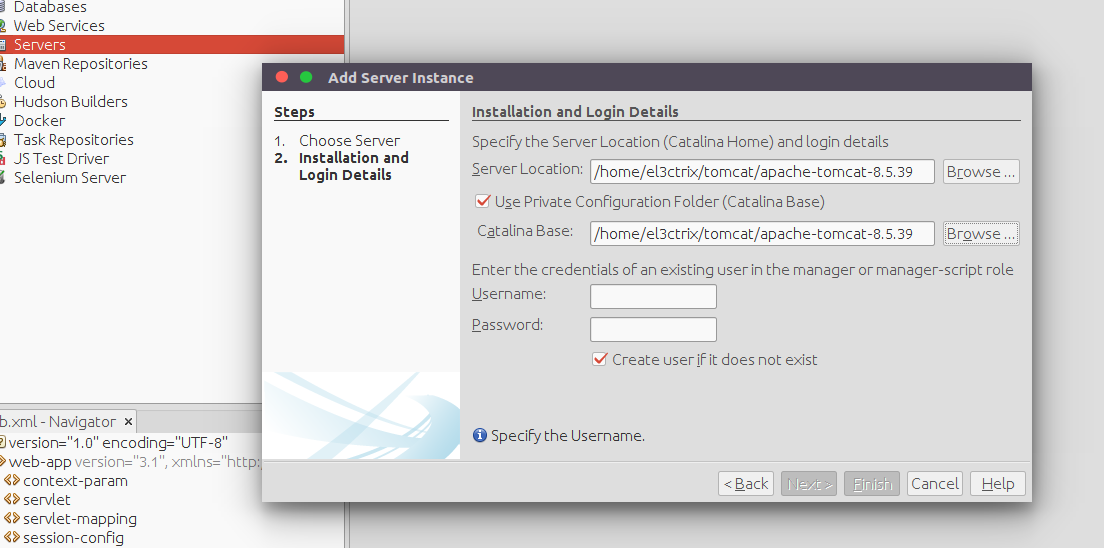 Databases
Web Services
Servers
Maven Repositories
Cloud
Hudson Builders
Docker
Task Repositories
JS Test Driver
Selenium Server
b.xml - Navigator ×
version="1.0" encoding="UTF-8"
web-app version="3.1", xmlns="http:
context-param
servlet
servlet-mapping
session-config
Add Server Instance
Steps
1. Choose Server
2. Installation and
Login Details
Installation and Login Details
Specify the Server Location (Catalina Home) and login details
Server Location: /home/el3ctrix/tomcat/apache-tomcat-8.5.39 Browse ...
Use Private Configuration Folder (Catalina Base)
Catalina Base: /home/el3ctrix/tomcat/apache-tomcat-8.5.39 Browse ...
Enter the credentials of an existing user in the manager or manager-script role
Username:
Password:
Create user if it does not exist
Specify the Username.
< Back Next > Finish Cancel Help